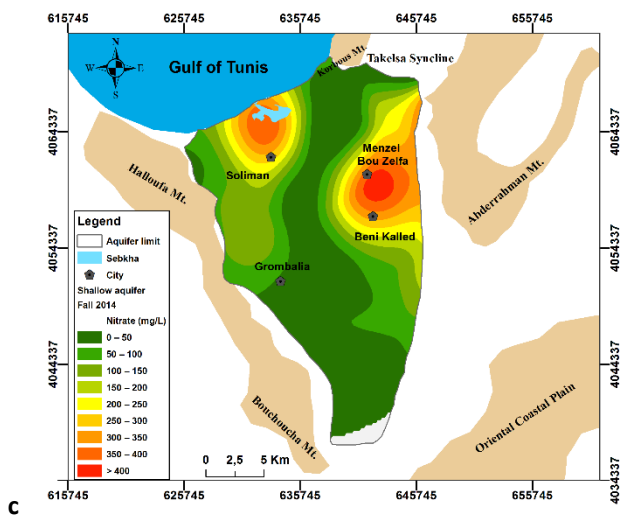 615745 625745 635745 645745 655745
N
W E
S
Gulf of Tunis
Korbous Mt.
Takelsa Syncline
4064337 4064337
Menzel
Bou Zelfa
Soliman
Halloufa Mt.
Abderrahman Mt.
Beni Kalled
4054337 4054337
Grombalia
Legend
Aquifer limit
Sebkha
City
Shallow aquifer
Fall 2014
Nitrate (mg/L)
0 – 50
50 – 100
100 – 150
150 – 200
200 – 250
250 – 300
300 – 350
350 – 400
> 400
4044337 4044337
Bouchoucha Mt.
Oriental Coastal Plain
0 2,5 5 Km
4034337
c
615745 625745 635745 645745 655745